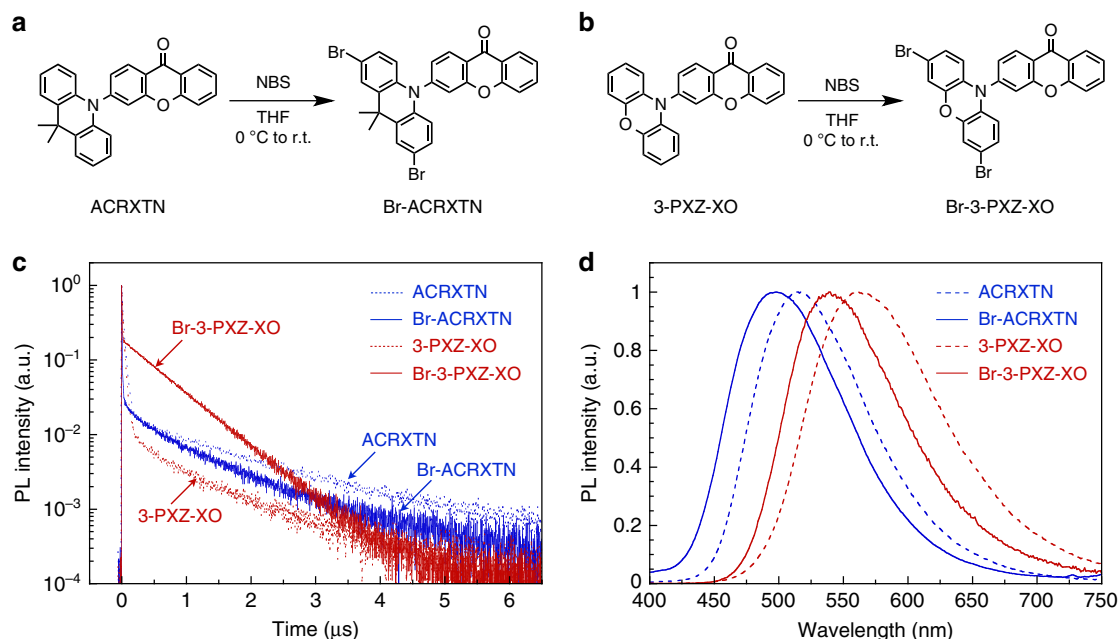 a
O
N
O
ACRXTN
NBS
THF
0 °C to r.t.
Br
O
N
O
Br
Br-ACRXTN
b
O
N
O
O
3-PXZ-XO
NBS
THF
0 °C to r.t.
Br
O
N
O
O
Br
Br-3-PXZ-XO
c
PL intensity (a.u.)
10⁰
10⁻¹
10⁻²
10⁻³
10⁻⁴
Br-3-PXZ-XO
ACRXTN
Br-ACRXTN
3-PXZ-XO
Br-3-PXZ-XO
ACRXTN
Br-ACRXTN
3-PXZ-XO
0 1 2 3 4 5 6
Time (μs)
d
PL intensity (a.u.)
1
0.8
0.6
0.4
0.2
0
ACRXTN
Br-ACRXTN
3-PXZ-XO
Br-3-PXZ-XO
400 450 500 550 600 650 700 750
Wavelength (nm)